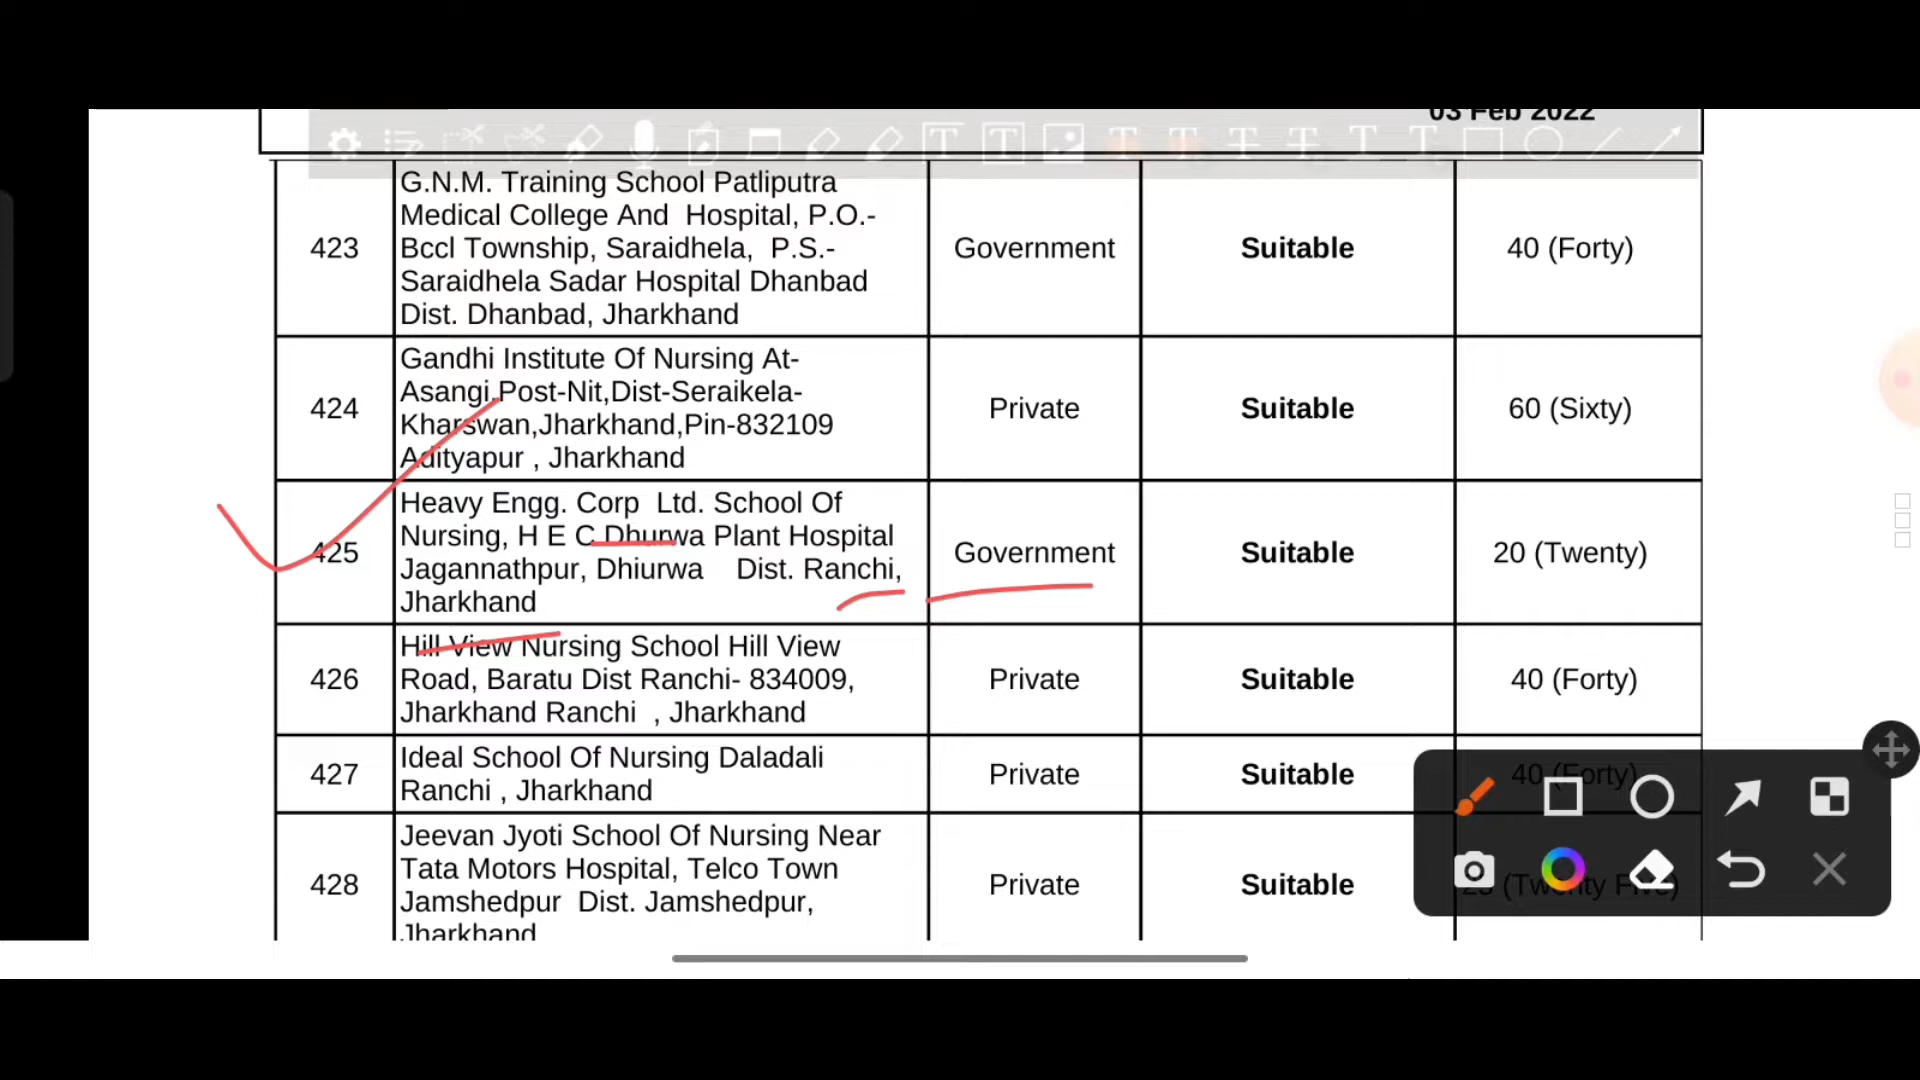 03 Feb 2022
423
G.N.M. Training School Patliputra
Medical College And Hospital, P.O.-
Bccl Township, Saraidhela, P.S.-
Saraidhela Sadar Hospital Dhanbad
Dist. Dhanbad, Jharkhand
Government
Suitable
40 (Forty)
424
Gandhi Institute Of Nursing At-
Asangi,Post-Nit,Dist-Seraikela-
Kharswan,Jharkhand,Pin-832109
Adityapur , Jharkhand
Private
Suitable
60 (Sixty)
425
Heavy Engg. Corp Ltd. School Of
Nursing, H E C Dhurwa Plant Hospital
Jagannathpur, Dhiurwa Dist. Ranchi,
Jharkhand
Government
Suitable
20 (Twenty)
426
Hill View Nursing School Hill View
Road, Baratu Dist Ranchi- 834009,
Jharkhand Ranchi , Jharkhand
Private
Suitable
40 (Forty)
427
Ideal School Of Nursing Daladali
Ranchi , Jharkhand
Private
Suitable
40 (Forty)
428
Jeevan Jyoti School Of Nursing Near
Tata Motors Hospital, Telco Town
Jamshedpur Dist. Jamshedpur,
Jharkhand
Private
Suitable
(Twenty Five)